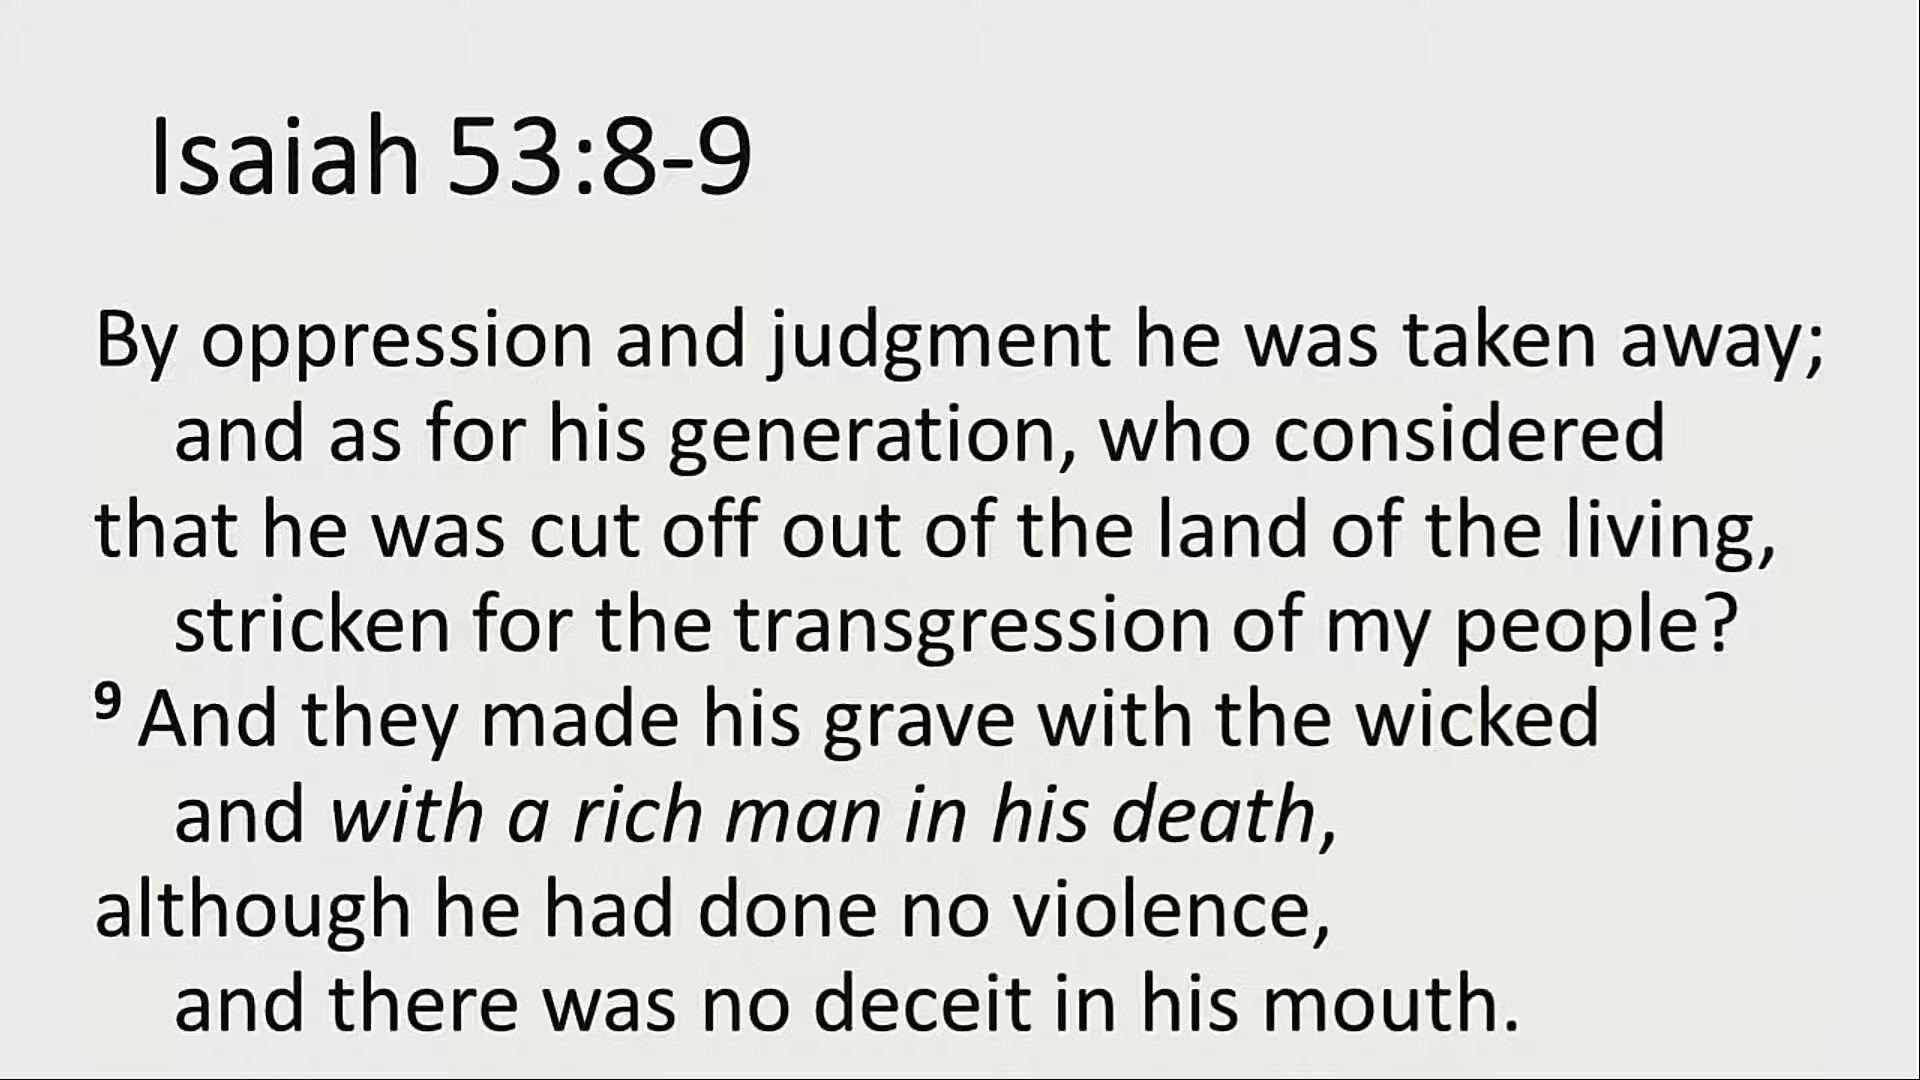 Isaiah 53:8-9
By oppression and judgment he was taken away;
and as for his generation, who considered
that he was cut off out of the land of the living,
stricken for the transgression of my people?
9 And they made his grave with the wicked
and with a rich man in his death,
although he had done no violence,
and there was no deceit in his mouth.